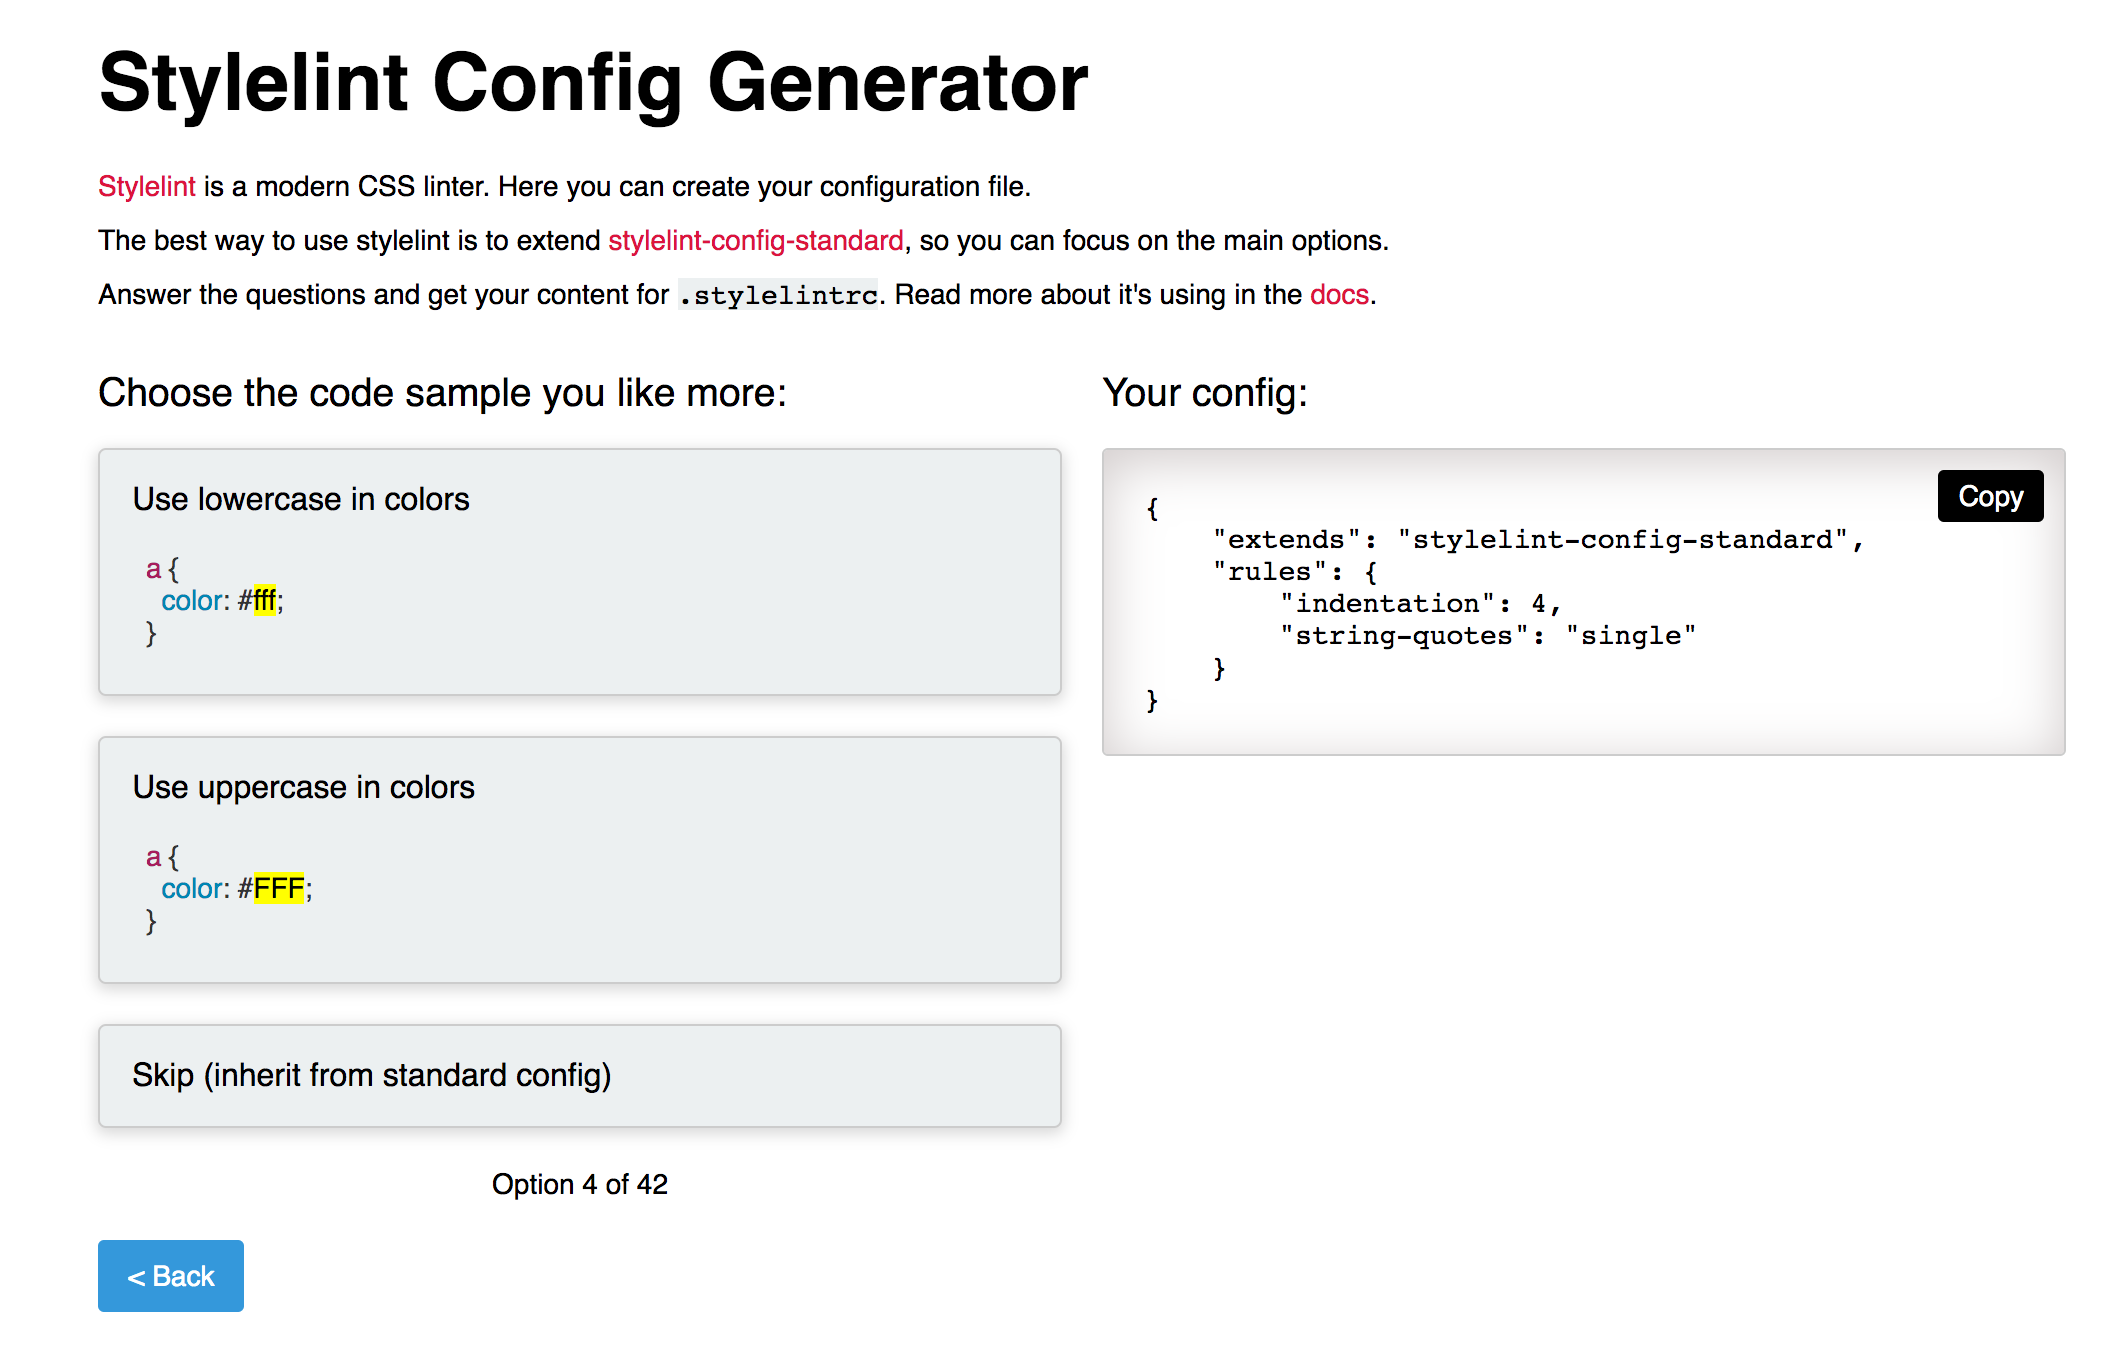 Stylelint Config Generator
Stylelint is a modern CSS linter. Here you can create your configuration file.
The best way to use stylelint is to extend stylelint-config-standard, so you can focus on the main options.
Answer the questions and get your content for .stylelintrc. Read more about it's using in the docs.
Choose the code sample you like more:
Use lowercase in colors
a {
  color: #fff;
}
Use uppercase in colors
a {
  color: #FFF;
}
Skip (inherit from standard config)
Option 4 of 42
< Back
Your config:
Copy
{
    "extends": "stylelint-config-standard",
    "rules": {
        "indentation": 4,
        "string-quotes": "single"
    }
}